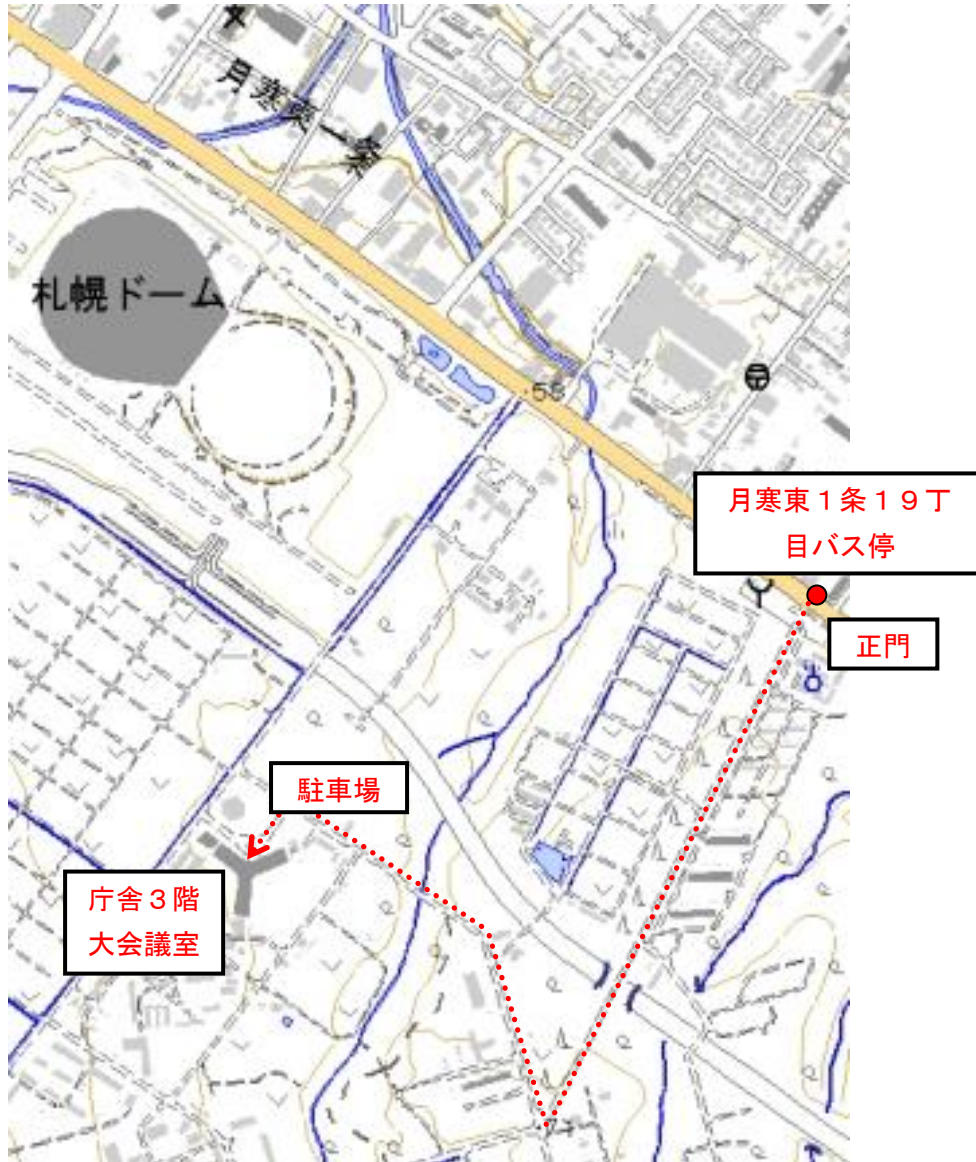 月寒東一条
札幌ドーム
58
月寒東１条１９丁
目バス停
正門
駐車場
庁舎３階
大会議室